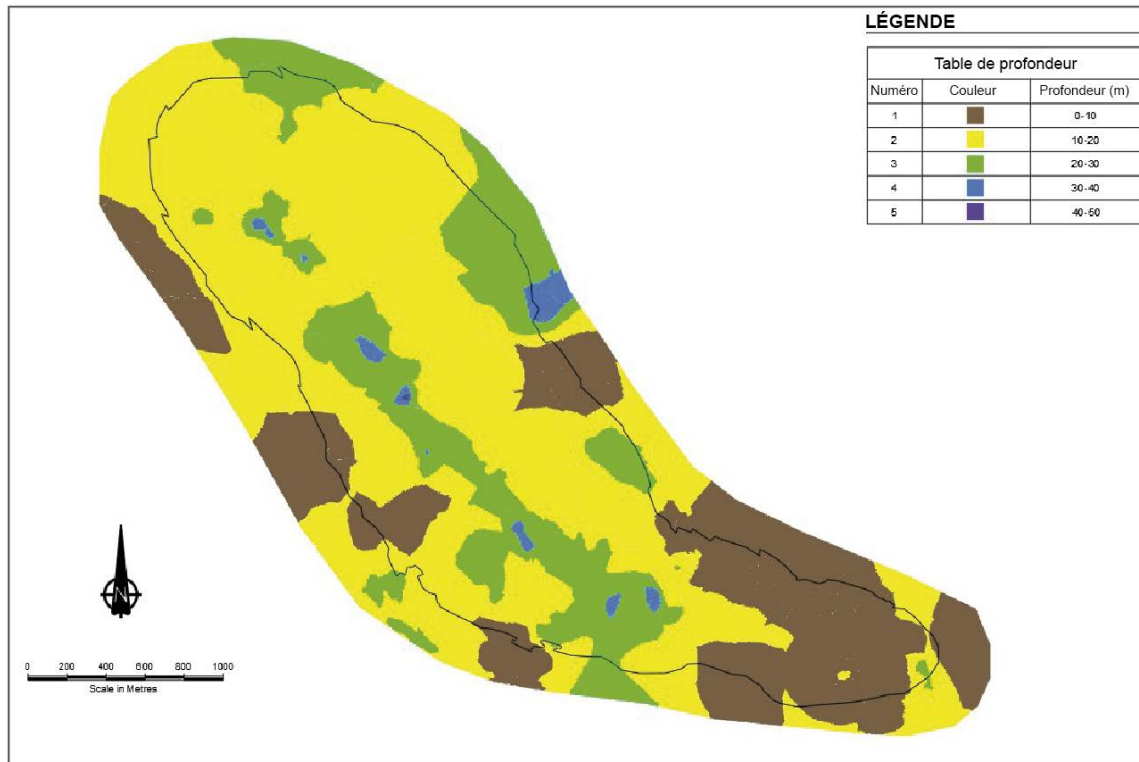 LÉGENDE
Table de profondeur
Numéro Couleur Profondeur (m)
1 0-10
2 10-20
3 20-30
4 30-40
5 40-50
N
0 200 400 600 800 1000
Scale in Metres